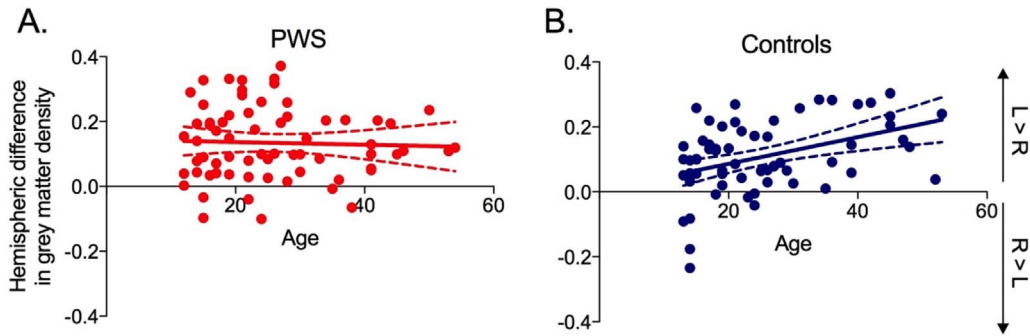 A.
PWS
Hemispheric difference
in grey matter density
0.4
0.2
0.0
-0.2
-0.4
20
40
60
Age
B.
Controls
0.4
0.2
0.0
-0.2
-0.4
20
40
60
Age
L>R
R>L